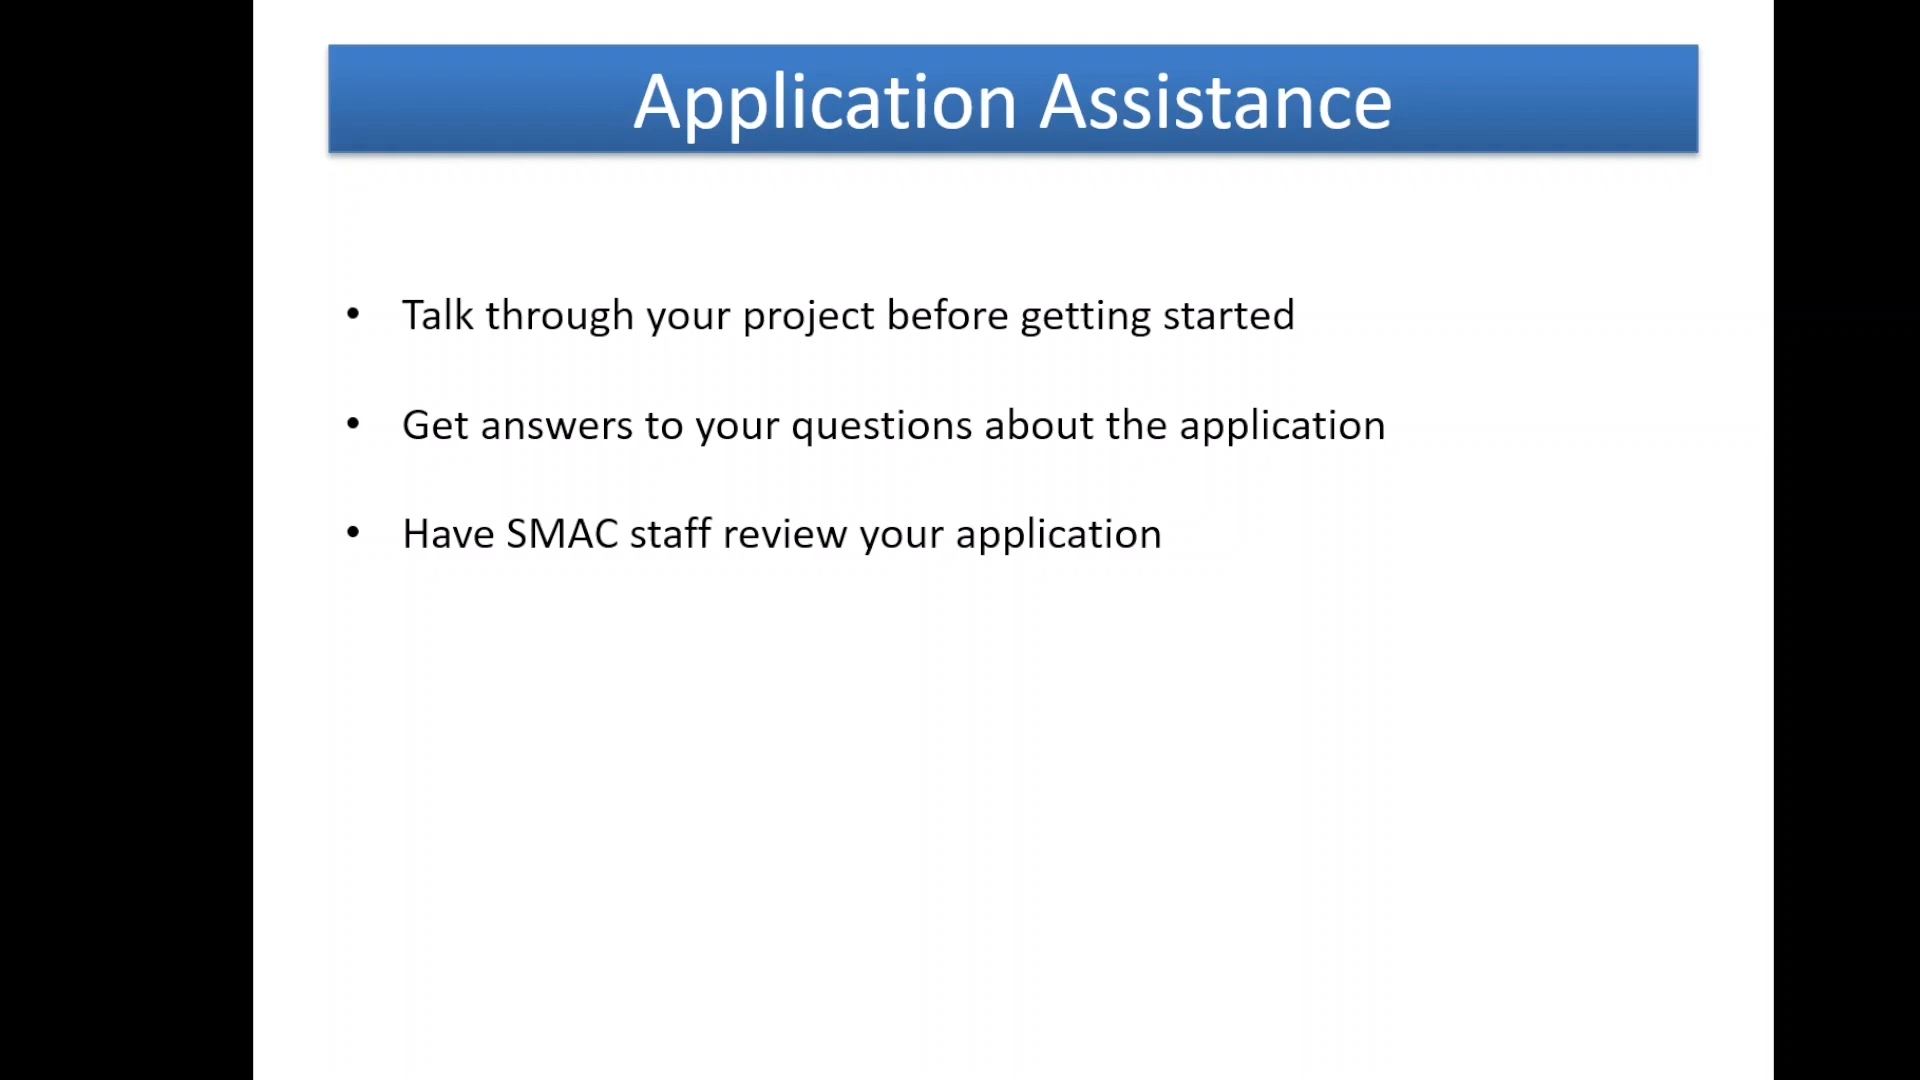 Application Assistance
• Talk through your project before getting started
• Get answers to your questions about the application
• Have SMAC staff review your application